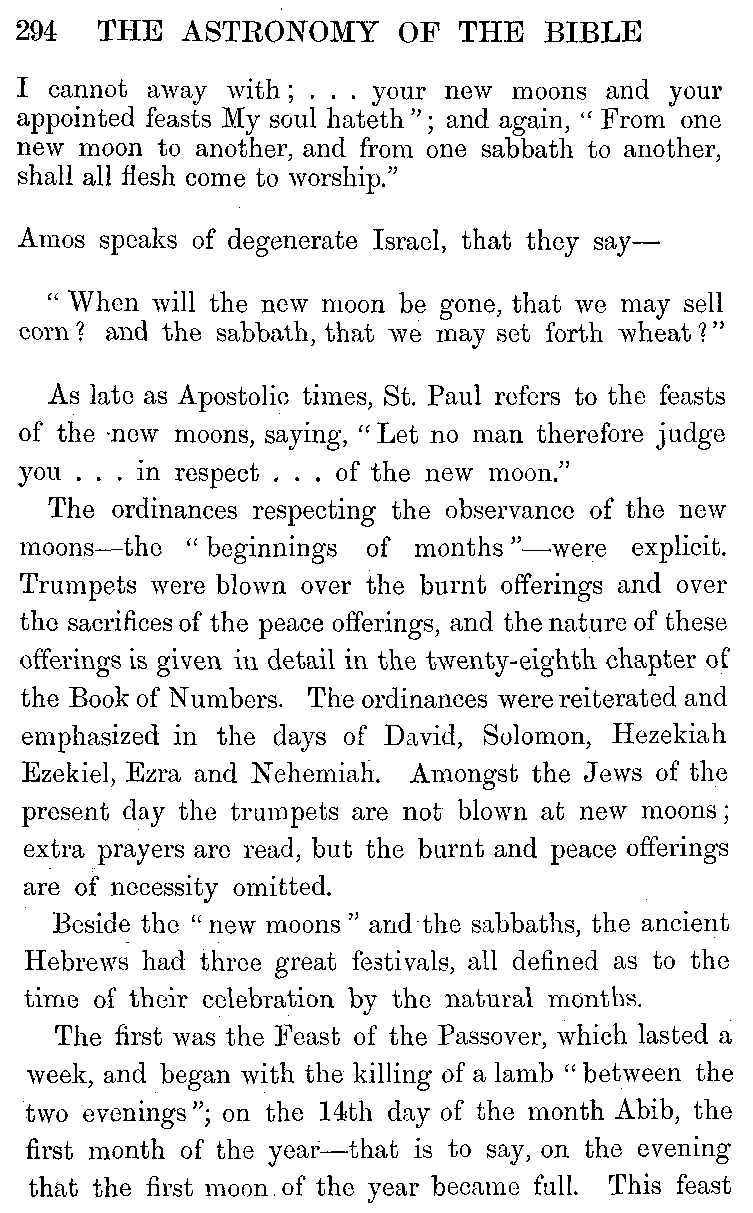 294 THE ASTRONOMY OF THE BIBLE
I cannot away with; . . . your new moons and your
appointed feasts My soul hateth"; and again, "From one
new moon to another, and from one sabbath to another,
shall all flesh come to worship."
Amos speaks of degenerate Israel, that they say—
"When will the new moon be gone, that we may sell
corn? and the sabbath, that we may set forth wheat?"
As late as Apostolic times, St. Paul refers to the feasts
of the new moons, saying, "Let no man therefore judge
you . . . in respect . . . of the new moon."
The ordinances respecting the observance of the new
moons—the "beginnings of months"—were explicit.
Trumpets were blown over the burnt offerings and over
the sacrifices of the peace offerings, and the nature of these
offerings is given in detail in the twenty-eighth chapter of
the Book of Numbers. The ordinances were reiterated and
emphasized in the days of David, Solomon, Hezekiah
Ezekiel, Ezra and Nehemiah. Amongst the Jews of the
present day the trumpets are not blown at new moons;
extra prayers are read, but the burnt and peace offerings
are of necessity omitted.
Beside the "new moons" and the sabbaths, the ancient
Hebrews had three great festivals, all defined as to the
time of their celebration by the natural months.
The first was the Feast of the Passover, which lasted a
week, and began with the killing of a lamb "between the
two evenings"; on the 14th day of the month Abib, the
first month of the year—that is to say, on the evening
that the first moon of the year became full. This feast